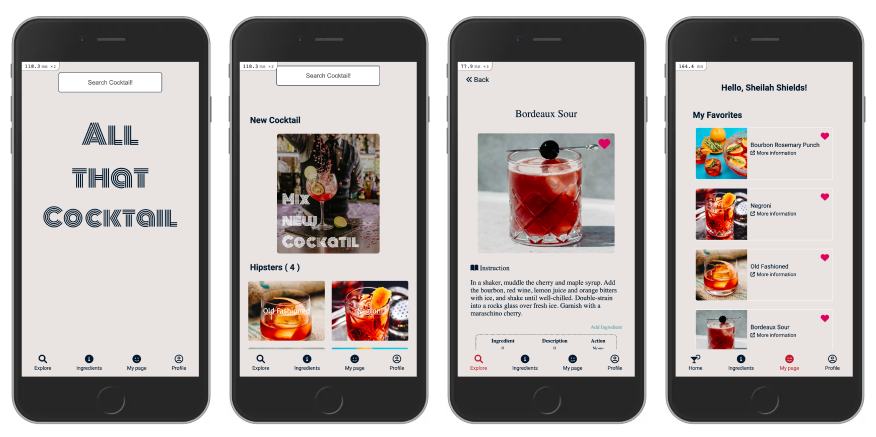 118.3 ms ×2
Search Cocktail!
All
that
Cocktail
Explore
Ingredients
My page
Profile
118.3 ms ×2
Search Cocktail!
New Cocktail
Mix
New
Cockatil
Hipsters ( 4 )
Old Fashioned
Negroni
Explore
Ingredients
My page
Profile
77.9 ms ×3
Back
Bordeaux Sour
Instruction
In a shaker, muddle the cherry and maple syrup. Add
the bourbon, red wine, lemon juice and orange bitters
with ice, and shake until well-chilled. Double-strain
into a rocks glass over fresh ice. Garnish with a
maraschino cherry.
Add Ingredient
Ingredient Description Action
Explore
Ingredients
My page
Profile
164.4 ms
Hello, Sheilah Shields!
My Favorites
Bourbon Rosemary Punch
More information
Negroni
More information
Old Fashioned
More information
Bordeaux Sour
More information
Home
Ingredients
My page
Profile